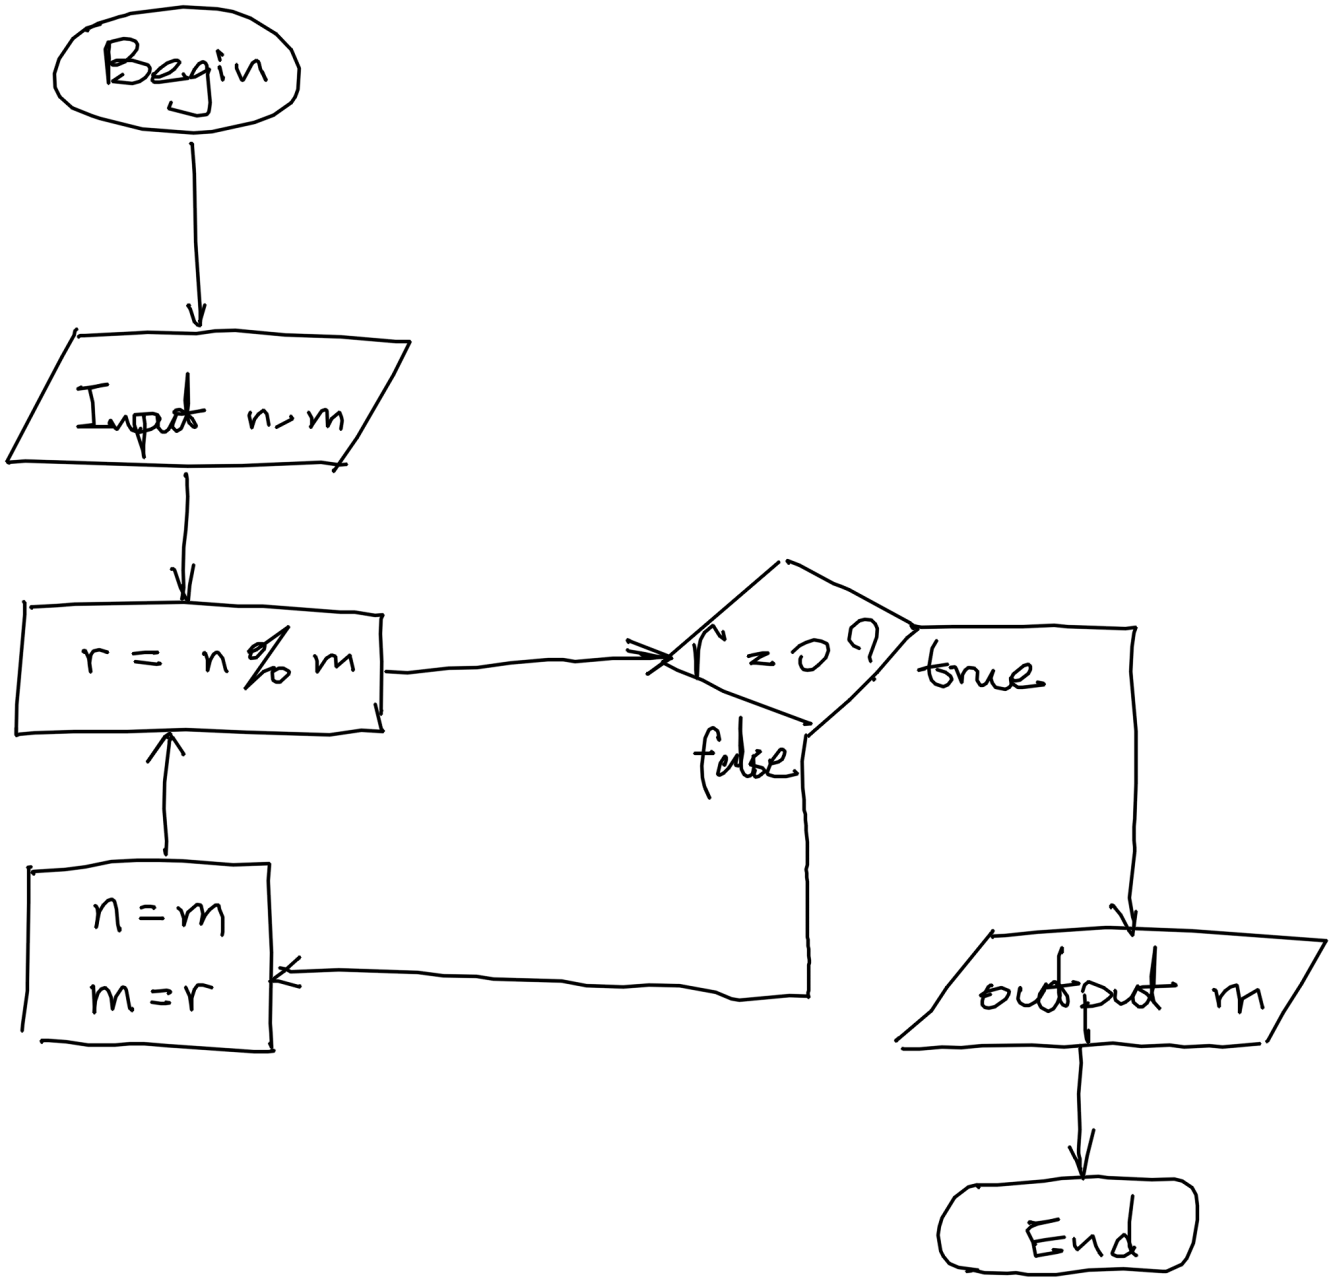 Begin
Input n, m
r = n % m
r = 0 ?
true
false
n = m
m = r
output m
End